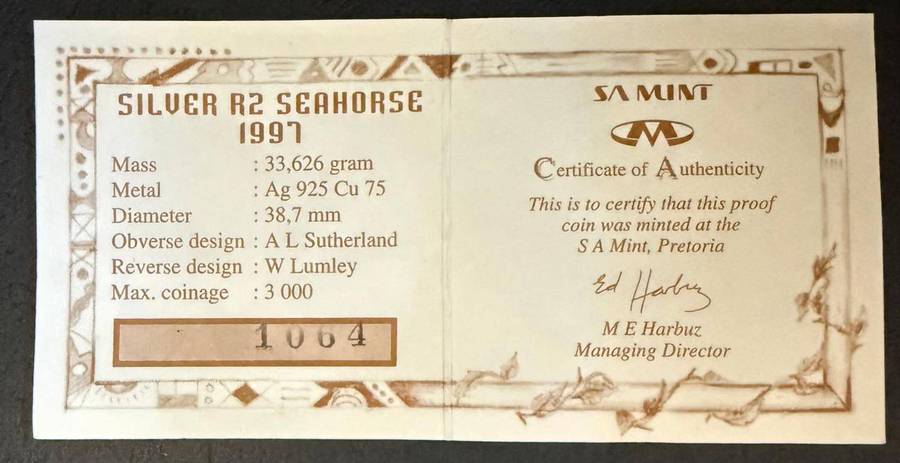 SILVER R2 SEAHORSE
1997
Mass : 33,626 gram
Metal : Ag 925 Cu 75
Diameter : 38,7 mm
Obverse design : A L Sutherland
Reverse design : W Lumley
Max. coinage : 3 000
1064
SA MINT
Certificate of Authenticity
This is to certify that this proof
coin was minted at the
S A Mint, Pretoria
Ed Harbuz
M E Harbuz
Managing Director